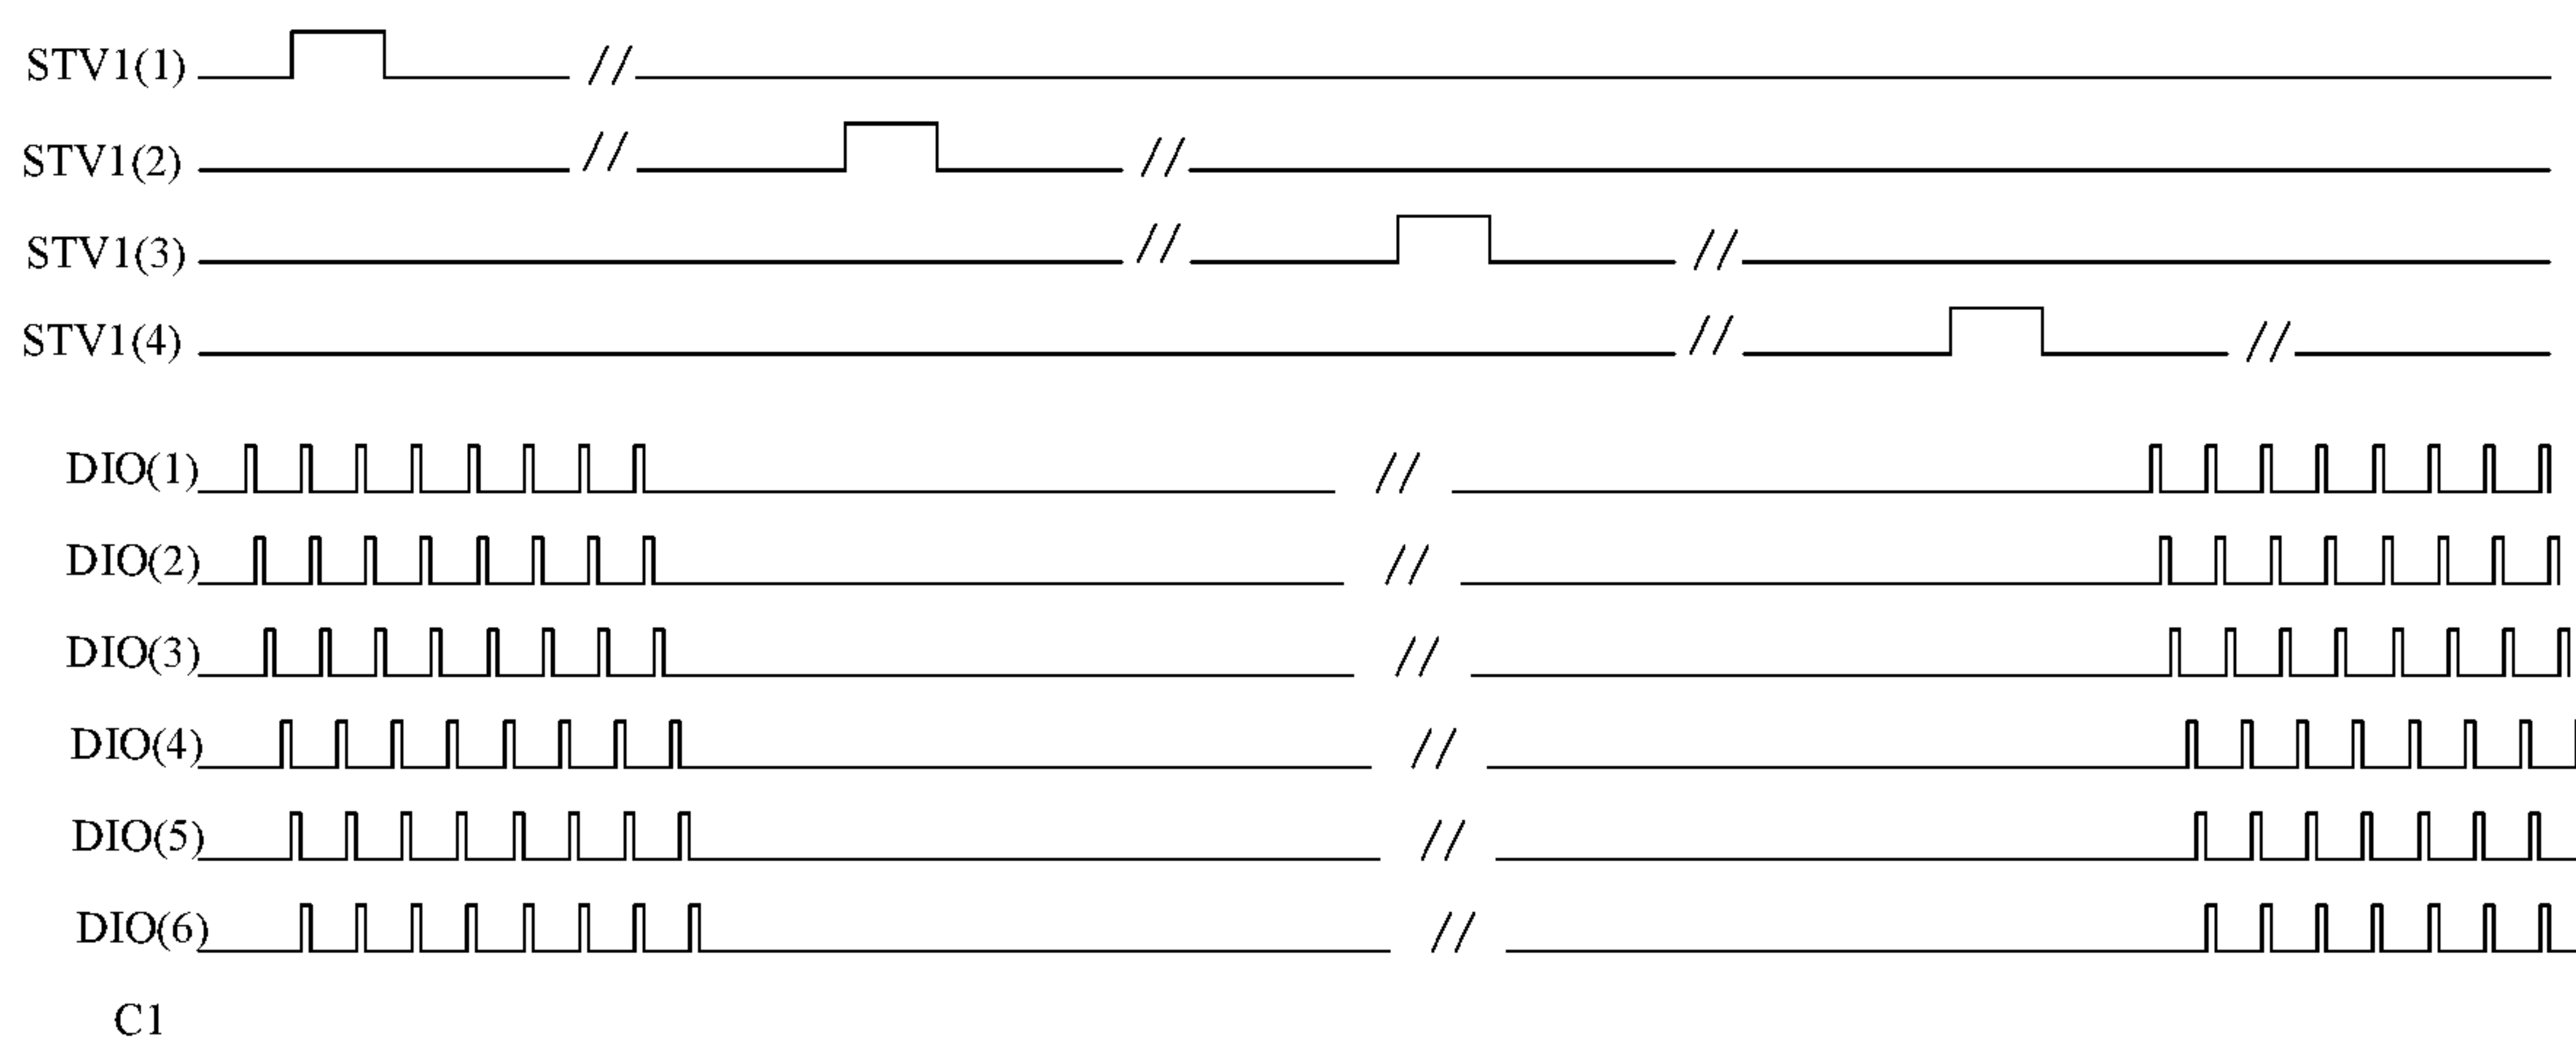 STV1(1)
STV1(2)
STV1(3)
STV1(4)
DIO(1)
DIO(2)
DIO(3)
DIO(4)
DIO(5)
DIO(6)
C1